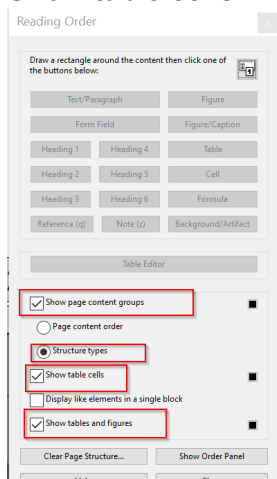 Reading Order
Draw a rectangle around the content then click one of
the buttons below:
Text/Paragraph Figure
Form Field Figure/Caption
Heading 1 Heading 4 Table
Heading 2 Heading 5 Cell
Heading 3 Heading 6 Formula
Reference (q) Note (z) Background/Artifact
Table Editor
Show page content groups
Page content order
Structure types
Show table cells
Display like elements in a single block
Show tables and figures
Clear Page Structure... Show Order Panel